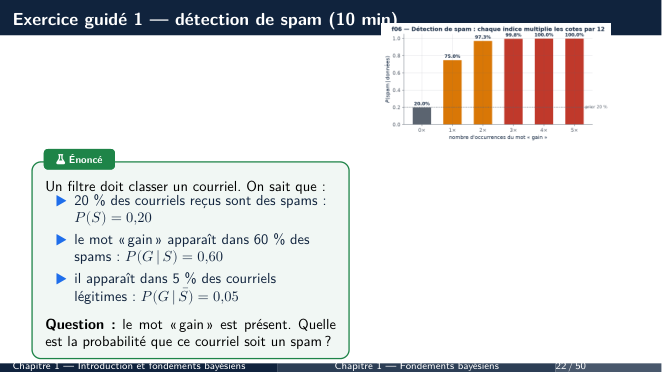 Exercice guidé 1 — détection de spam (10 min)
f06 — Détection de spam : chaque indice multiplie les cotes par 12
1.0
0.8
0.6
0.4
0.2
0.0
20.0%
75.0%
97.3%
99.8%
100.0%
100.0%
0×
1×
2×
3×
4×
5×
nombre d'occurrences du mot « gain »
Énoncé
Un filtre doit classer un courriel. On sait que :
▶ 20 % des courriels reçus sont des spams :
P(S) = 0,20
▶ le mot « gain » apparaît dans 60 % des
spams : P(G | S) = 0,60
▶ il apparaît dans 5 % des courriels
légitimes : P(G | S̄) = 0,05
Question : le mot « gain » est présent. Quelle
est la probabilité que ce courriel soit un spam ?
Chapitre 1 — Introduction et fondements bayésiens
Chapitre 1 — Fondements bayésiens
22 / 50